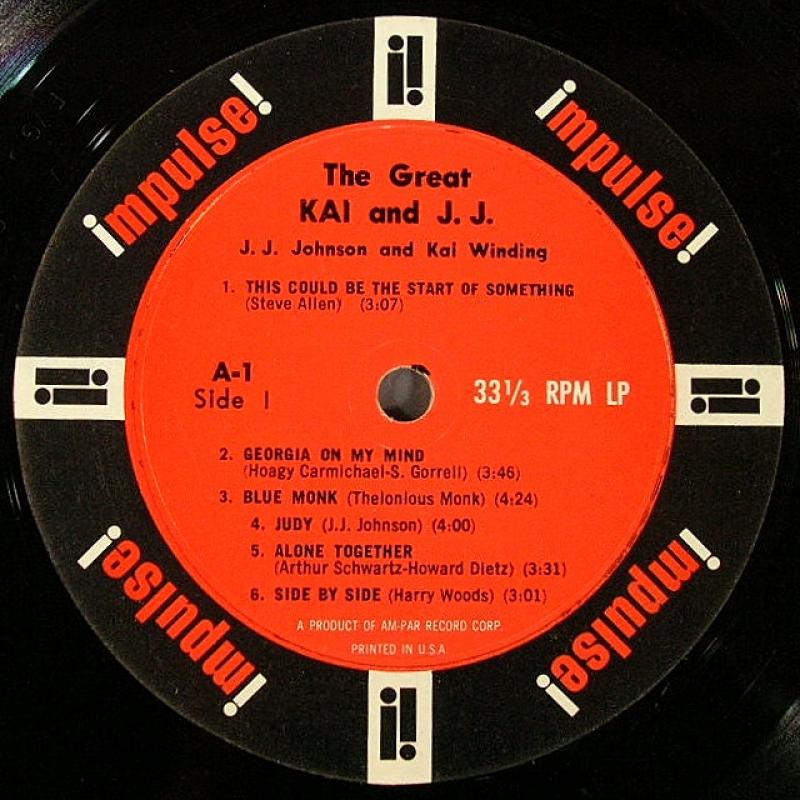 impulse!
impulse!
The Great
KAI and J.J.
J.J. Johnson and Kai Winding
1. THIS COULD BE THE START OF SOMETHING
(Steve Allen) (3:07)
A-1
Side 1
33 1/3 RPM LP
2. GEORGIA ON MY MIND
(Hoagy Carmichael-S. Gorrell) (3:46)
3. BLUE MONK (Thelonious Monk) (4:24)
4. JUDY (J.J. Johnson) (4:00)
5. ALONE TOGETHER
(Arthur Schwartz-Howard Dietz) (3:31)
6. SIDE BY SIDE (Harry Woods) (3:01)
A PRODUCT OF AM-PAR RECORD CORP.
PRINTED IN U.S.A.
impulse!
impulse!